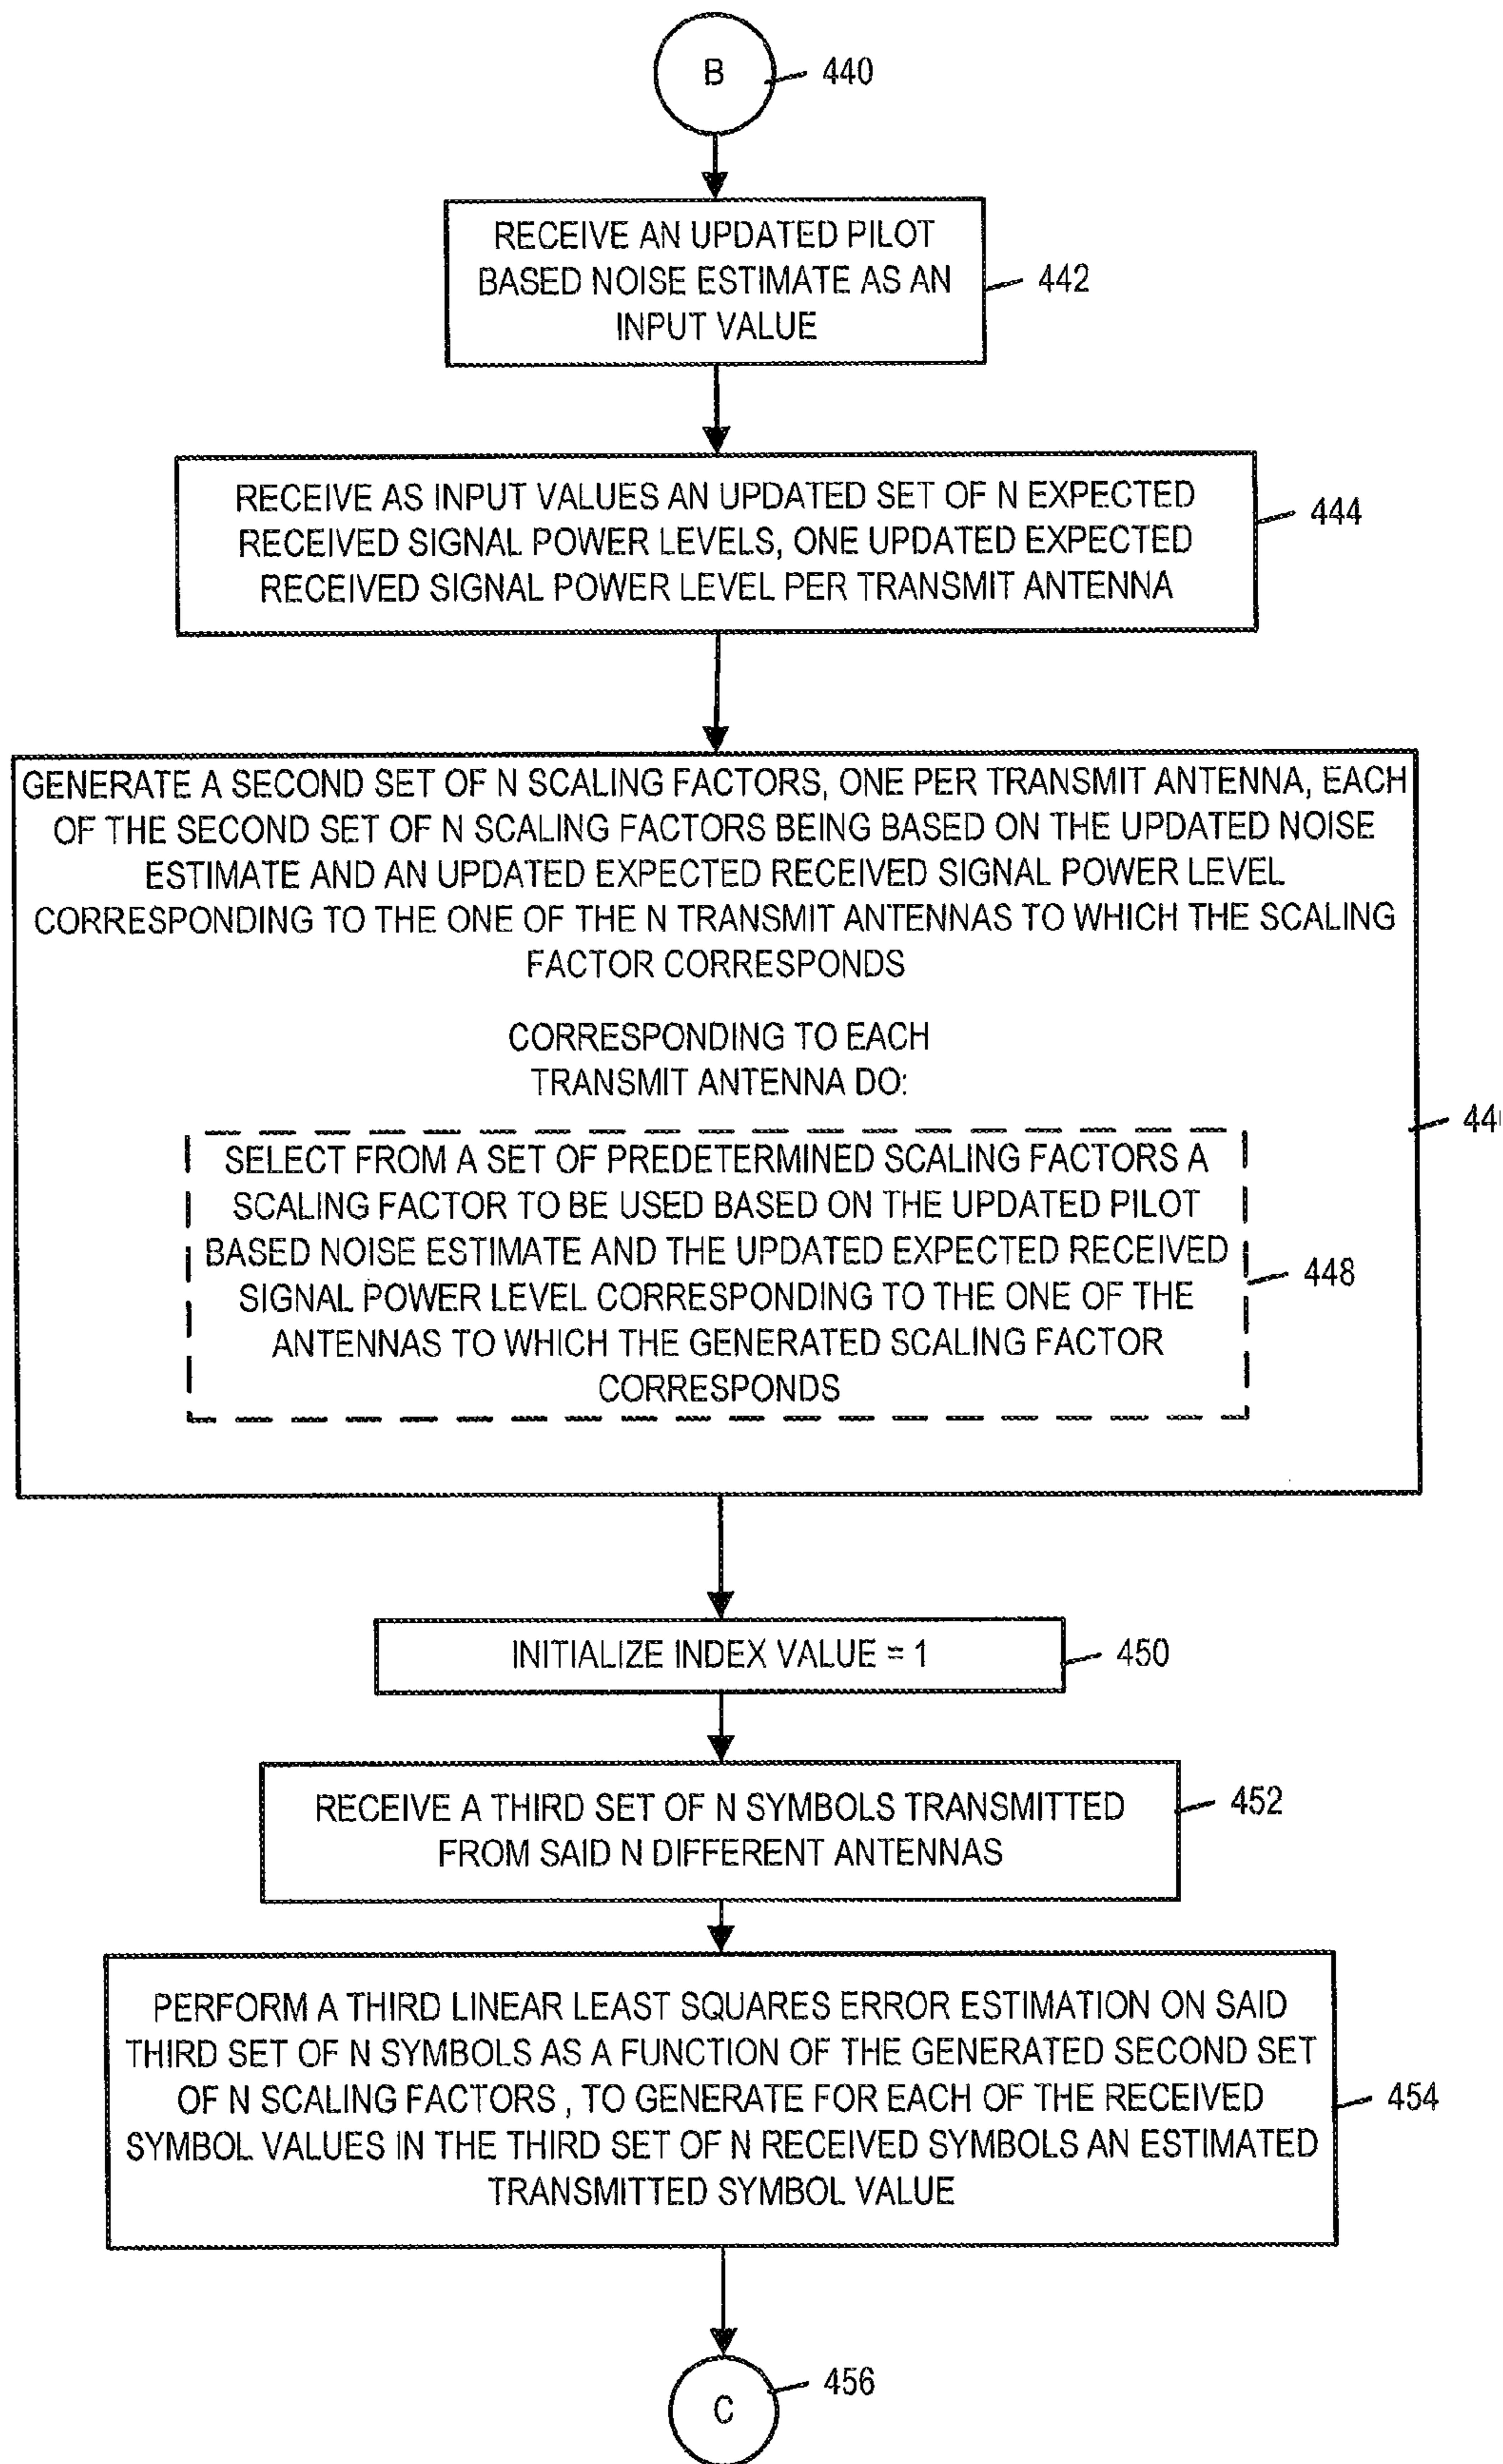 B
440
RECEIVE AN UPDATED PILOT
BASED NOISE ESTIMATE AS AN
INPUT VALUE
442
RECEIVE AS INPUT VALUES AN UPDATED SET OF N EXPECTED
RECEIVED SIGNAL POWER LEVELS, ONE UPDATED EXPECTED
RECEIVED SIGNAL POWER LEVEL PER TRANSMIT ANTENNA
444
GENERATE A SECOND SET OF N SCALING FACTORS, ONE PER TRANSMIT ANTENNA, EACH
OF THE SECOND SET OF N SCALING FACTORS BEING BASED ON THE UPDATED NOISE
ESTIMATE AND AN UPDATED EXPECTED RECEIVED SIGNAL POWER LEVEL
CORRESPONDING TO THE ONE OF THE N TRANSMIT ANTENNAS TO WHICH THE SCALING
FACTOR CORRESPONDS
CORRESPONDING TO EACH
TRANSMIT ANTENNA DO:
SELECT FROM A SET OF PREDETERMINED SCALING FACTORS A
SCALING FACTOR TO BE USED BASED ON THE UPDATED PILOT
BASED NOISE ESTIMATE AND THE UPDATED EXPECTED RECEIVED
SIGNAL POWER LEVEL CORRESPONDING TO THE ONE OF THE
ANTENNAS TO WHICH THE GENERATED SCALING FACTOR
CORRESPONDS
448
INITIALIZE INDEX VALUE = 1
450
RECEIVE A THIRD SET OF N SYMBOLS TRANSMITTED
FROM SAID N DIFFERENT ANTENNAS
452
PERFORM A THIRD LINEAR LEAST SQUARES ERROR ESTIMATION ON SAID
THIRD SET OF N SYMBOLS AS A FUNCTION OF THE GENERATED SECOND SET
OF N SCALING FACTORS , TO GENERATE FOR EACH OF THE RECEIVED
SYMBOL VALUES IN THE THIRD SET OF N RECEIVED SYMBOLS AN ESTIMATED
TRANSMITTED SYMBOL VALUE
454
C
456